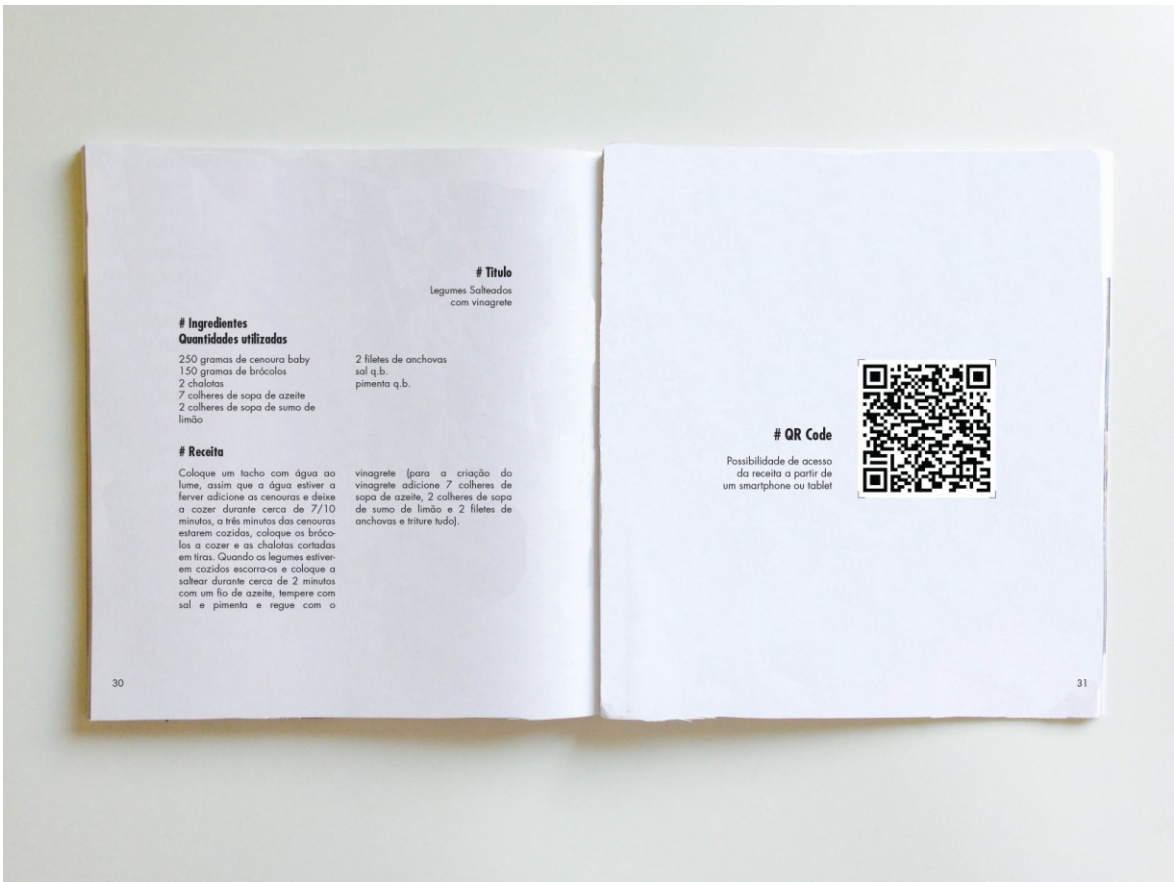 # Titulo
Legumes Salteados
com vinagrete
# Ingredientes
Quantidades utilizadas
250 gramas de cenoura baby
150 gramas de brócolos
2 chalotas
7 colheres de sopa de azeite
2 colheres de sopa de sumo de
limão
2 filetes de anchovas
sal q.b.
pimenta q.b.
# Receita
Coloque um tacho com água ao
lume, assim que a água estiver a
ferver adicione as cenouras e deixe
a cozer durante cerca de 7/10
minutos, a três minutos das cenouras
estarem cozidas, coloque os bróco-
los a cozer e as chalotas cortadas
em tiras. Quando os legumes estiver-
em cozidos escorra-os e coloque a
saltear durante cerca de 2 minutos
com um fio de azeite, tempere com
sal e pimenta e regue com o
vinagrete (para a criação do
vinagrete adicione 7 colheres de
sopa de azeite, 2 colheres de sopa
de sumo de limão e 2 filetes de
anchovas e triture tudo).
30
# QR Code
Possibilidade de acesso
da receita a partir de
um smartphone ou tablet
31